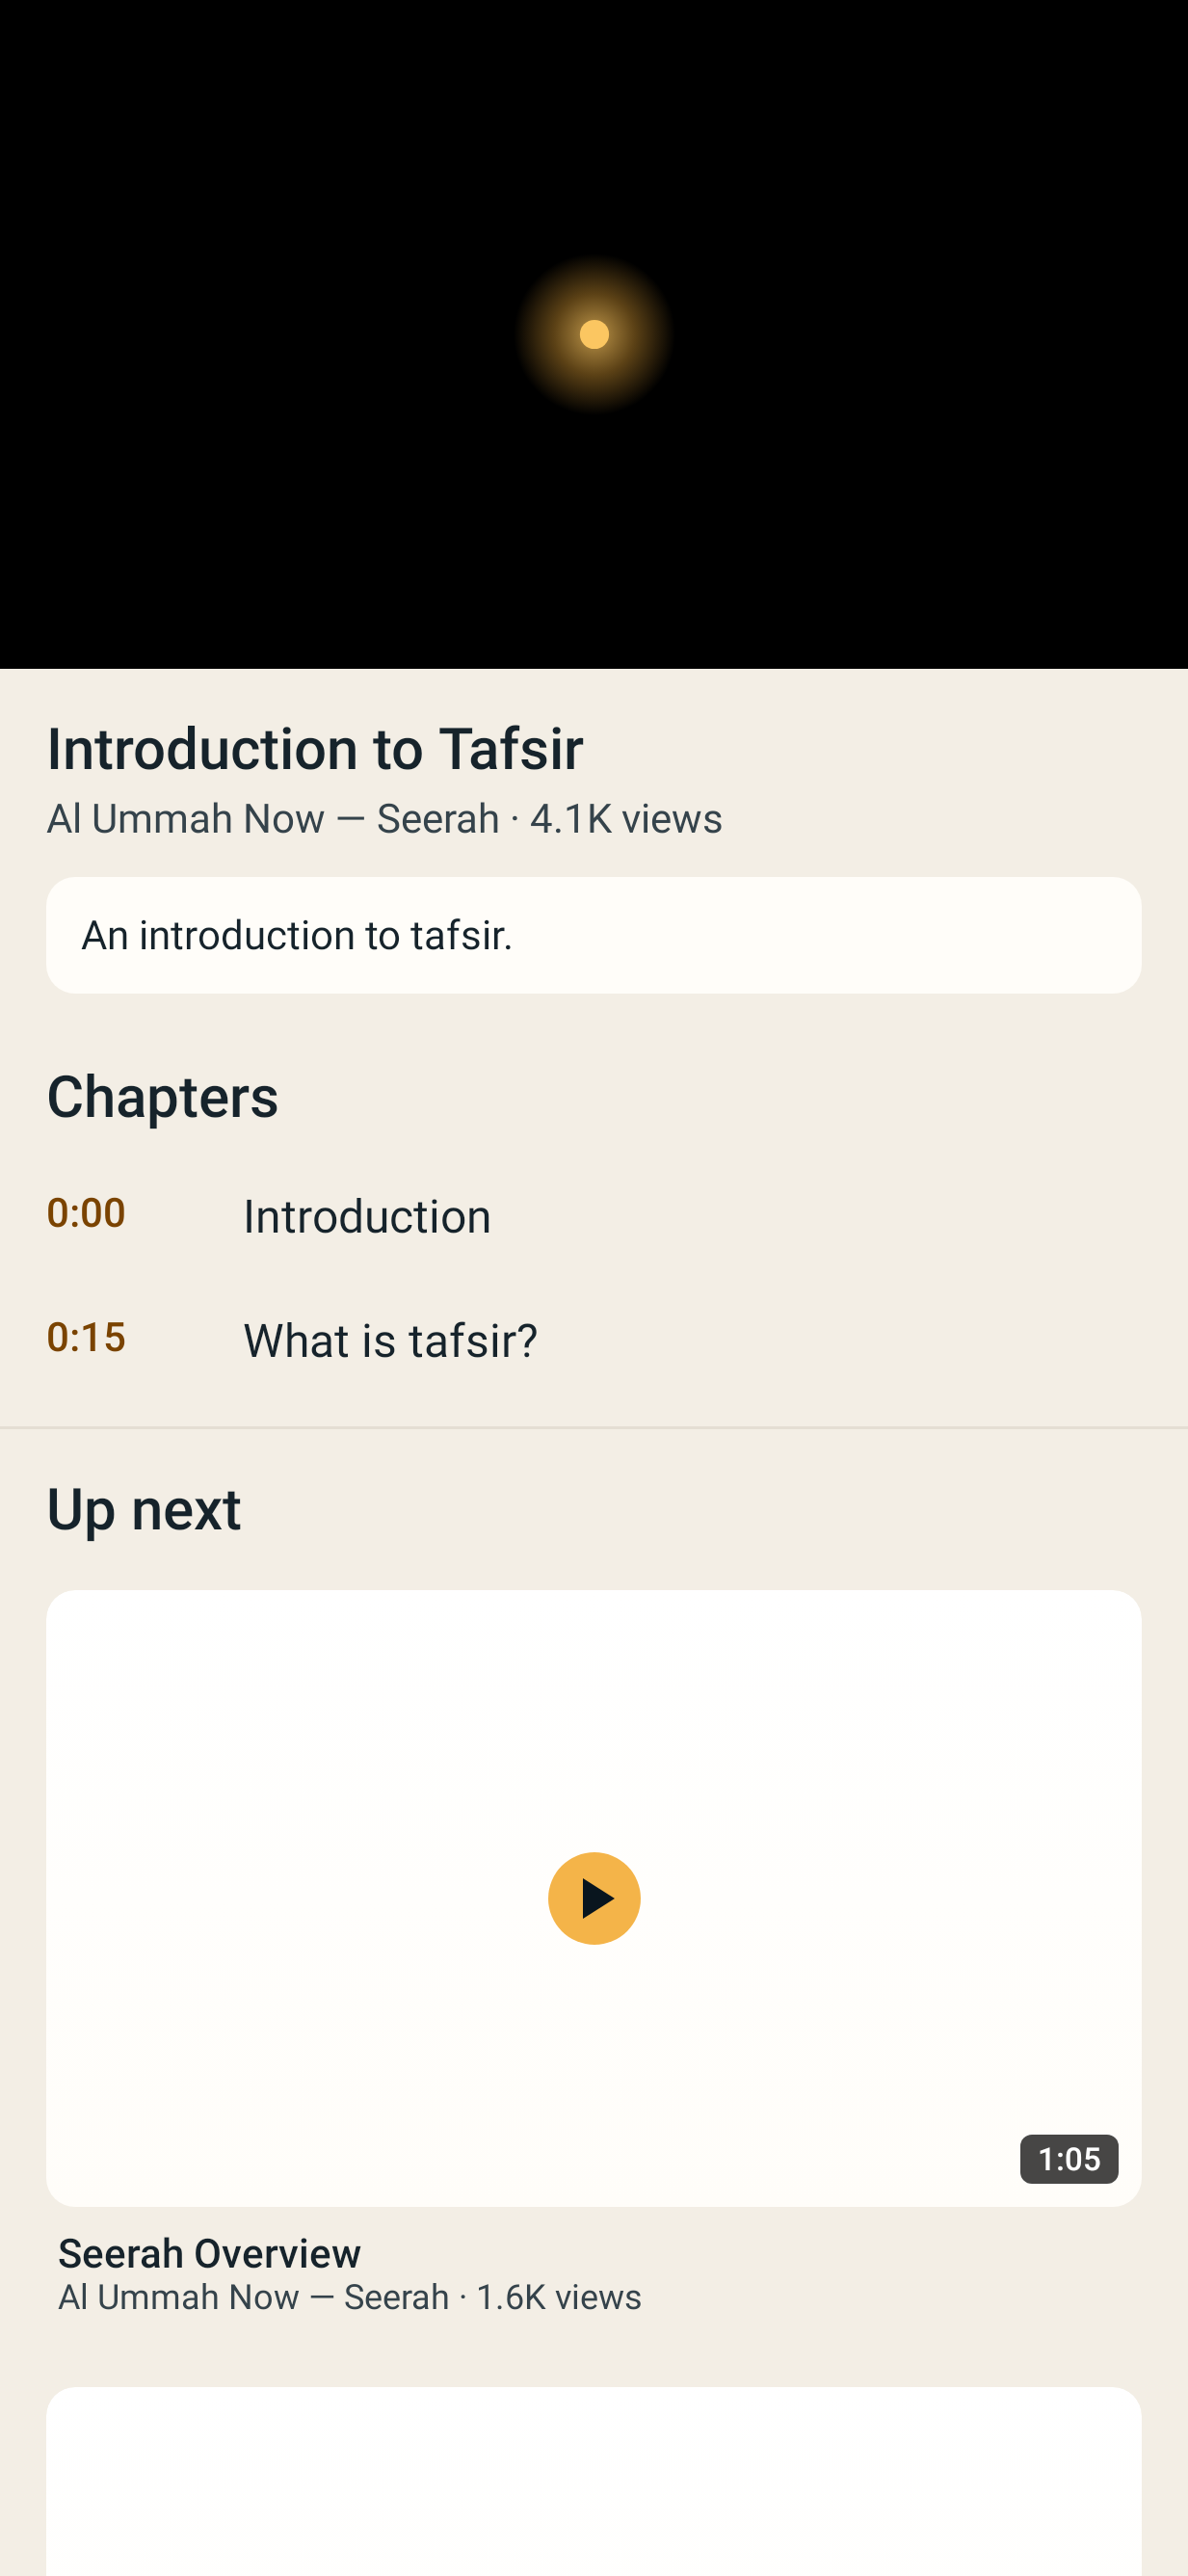 Introduction to Tafsir
Al Ummah Now — Seerah · 4.1K views
An introduction to tafsir.
Chapters
0:00 Introduction
0:15 What is tafsir?
Up next
1:05
Seerah Overview
Al Ummah Now — Seerah · 1.6K views